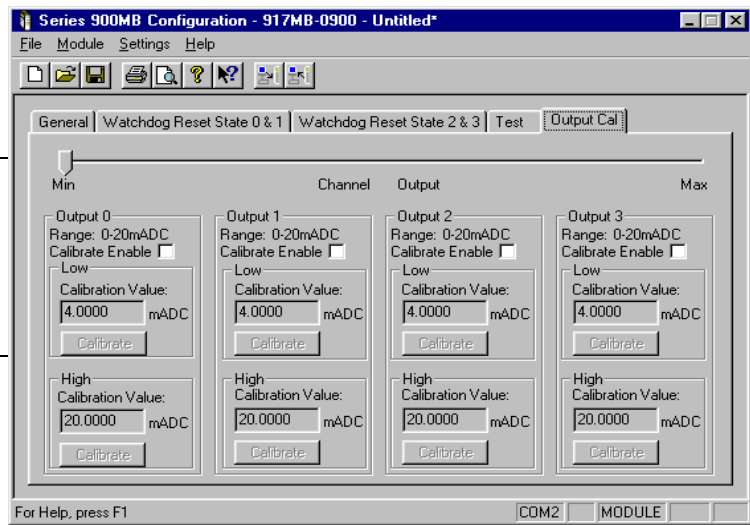 Series 900MB Configuration - 917MB-0900 - Untitled*
File Module Settings Help
General Watchdog Reset State 0 & 1 Watchdog Reset State 2 & 3 Test Output Cal
Min Channel Output Max
Output 0
Range: 0-20mADC
Calibrate Enable
Low
Calibration Value:
4.0000 mADC
Calibrate
High
Calibration Value:
20.0000 mADC
Calibrate
Output 1
Range: 0-20mADC
Calibrate Enable
Low
Calibration Value:
4.0000 mADC
Calibrate
High
Calibration Value:
20.0000 mADC
Calibrate
Output 2
Range: 0-20mADC
Calibrate Enable
Low
Calibration Value:
4.0000 mADC
Calibrate
High
Calibration Value:
20.0000 mADC
Calibrate
Output 3
Range: 0-20mADC
Calibrate Enable
Low
Calibration Value:
4.0000 mADC
Calibrate
High
Calibration Value:
20.0000 mADC
Calibrate
For Help, press F1 COM2 MODULE